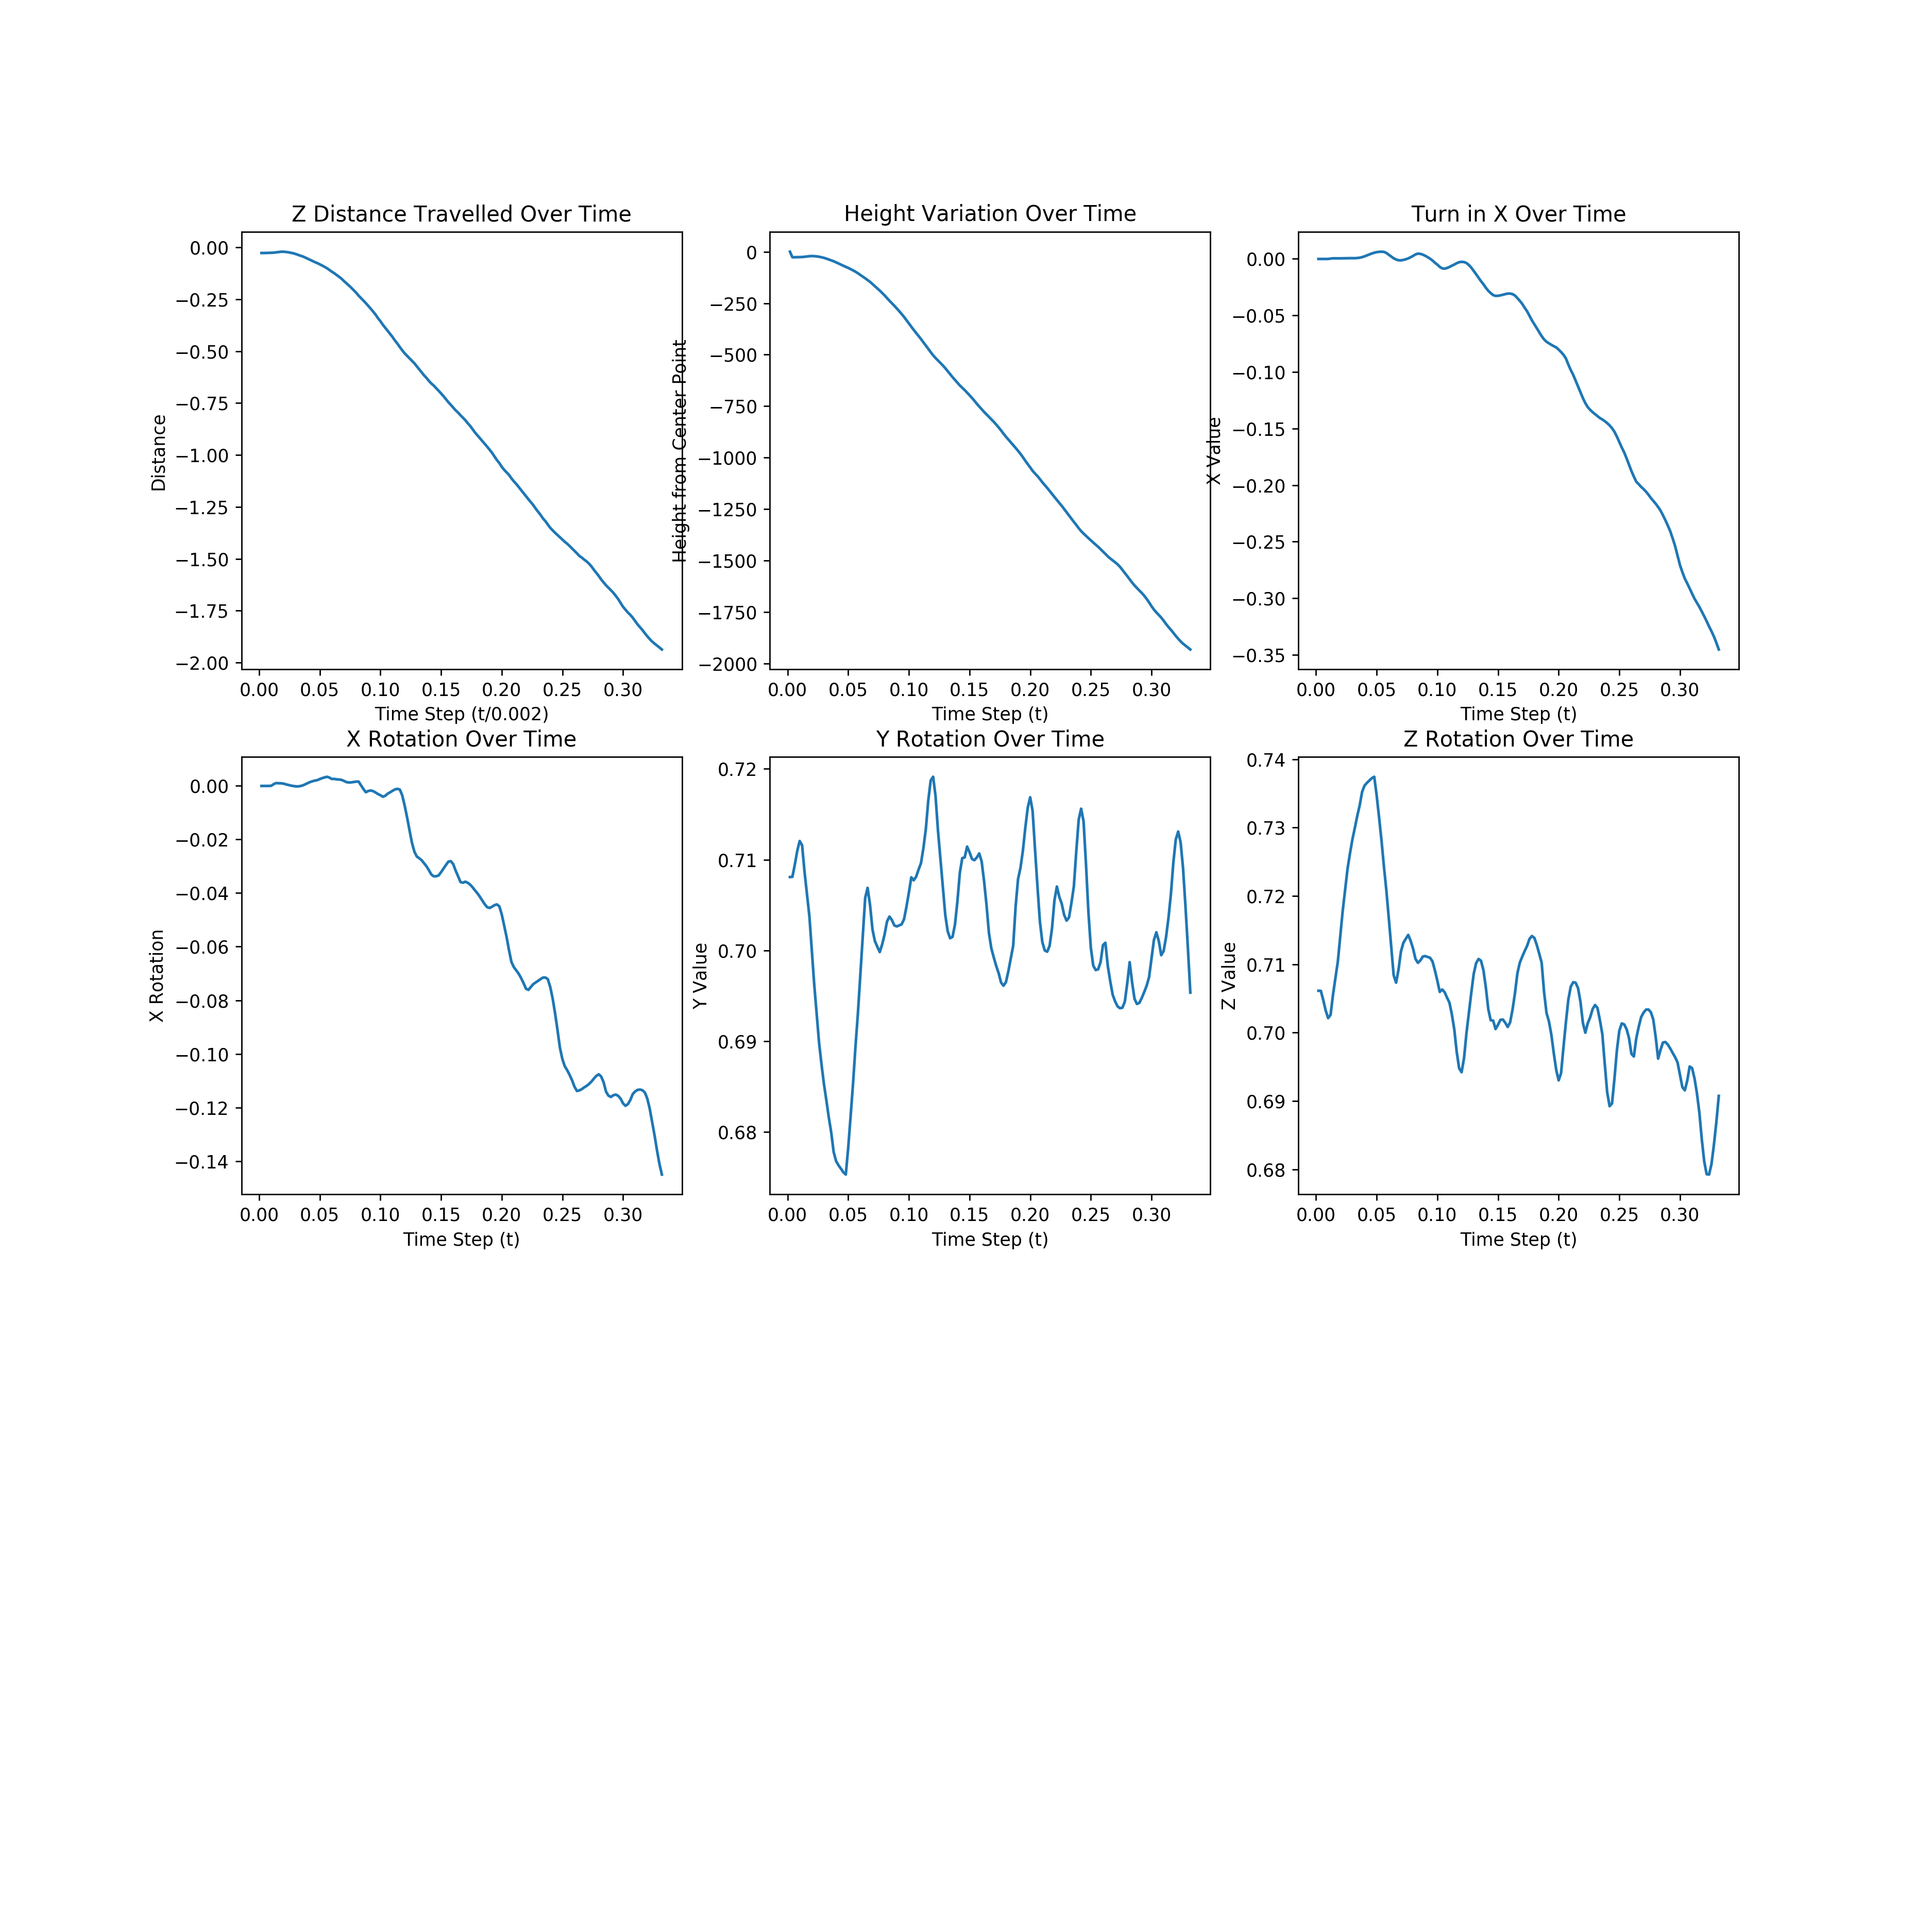 Z Distance Travelled Over Time
Distance
0.00
−0.25
−0.50
−0.75
−1.00
−1.25
−1.50
−1.75
−2.00
0.00 0.05 0.10 0.15 0.20 0.25 0.30
Time Step (t/0.002)
Height Variation Over Time
Height from Center Point
0
−250
−500
−750
−1000
−1250
−1500
−1750
−2000
0.00 0.05 0.10 0.15 0.20 0.25 0.30
Time Step (t)
Turn in X Over Time
X Value
0.00
−0.05
−0.10
−0.15
−0.20
−0.25
−0.30
−0.35
0.00 0.05 0.10 0.15 0.20 0.25 0.30
Time Step (t)
X Rotation Over Time
X Rotation
0.00
−0.02
−0.04
−0.06
−0.08
−0.10
−0.12
−0.14
0.00 0.05 0.10 0.15 0.20 0.25 0.30
Time Step (t)
Y Rotation Over Time
Y Value
0.72
0.71
0.70
0.69
0.68
0.00 0.05 0.10 0.15 0.20 0.25 0.30
Time Step (t)
Z Rotation Over Time
Z Value
0.74
0.73
0.72
0.71
0.70
0.69
0.68
0.00 0.05 0.10 0.15 0.20 0.25 0.30
Time Step (t)